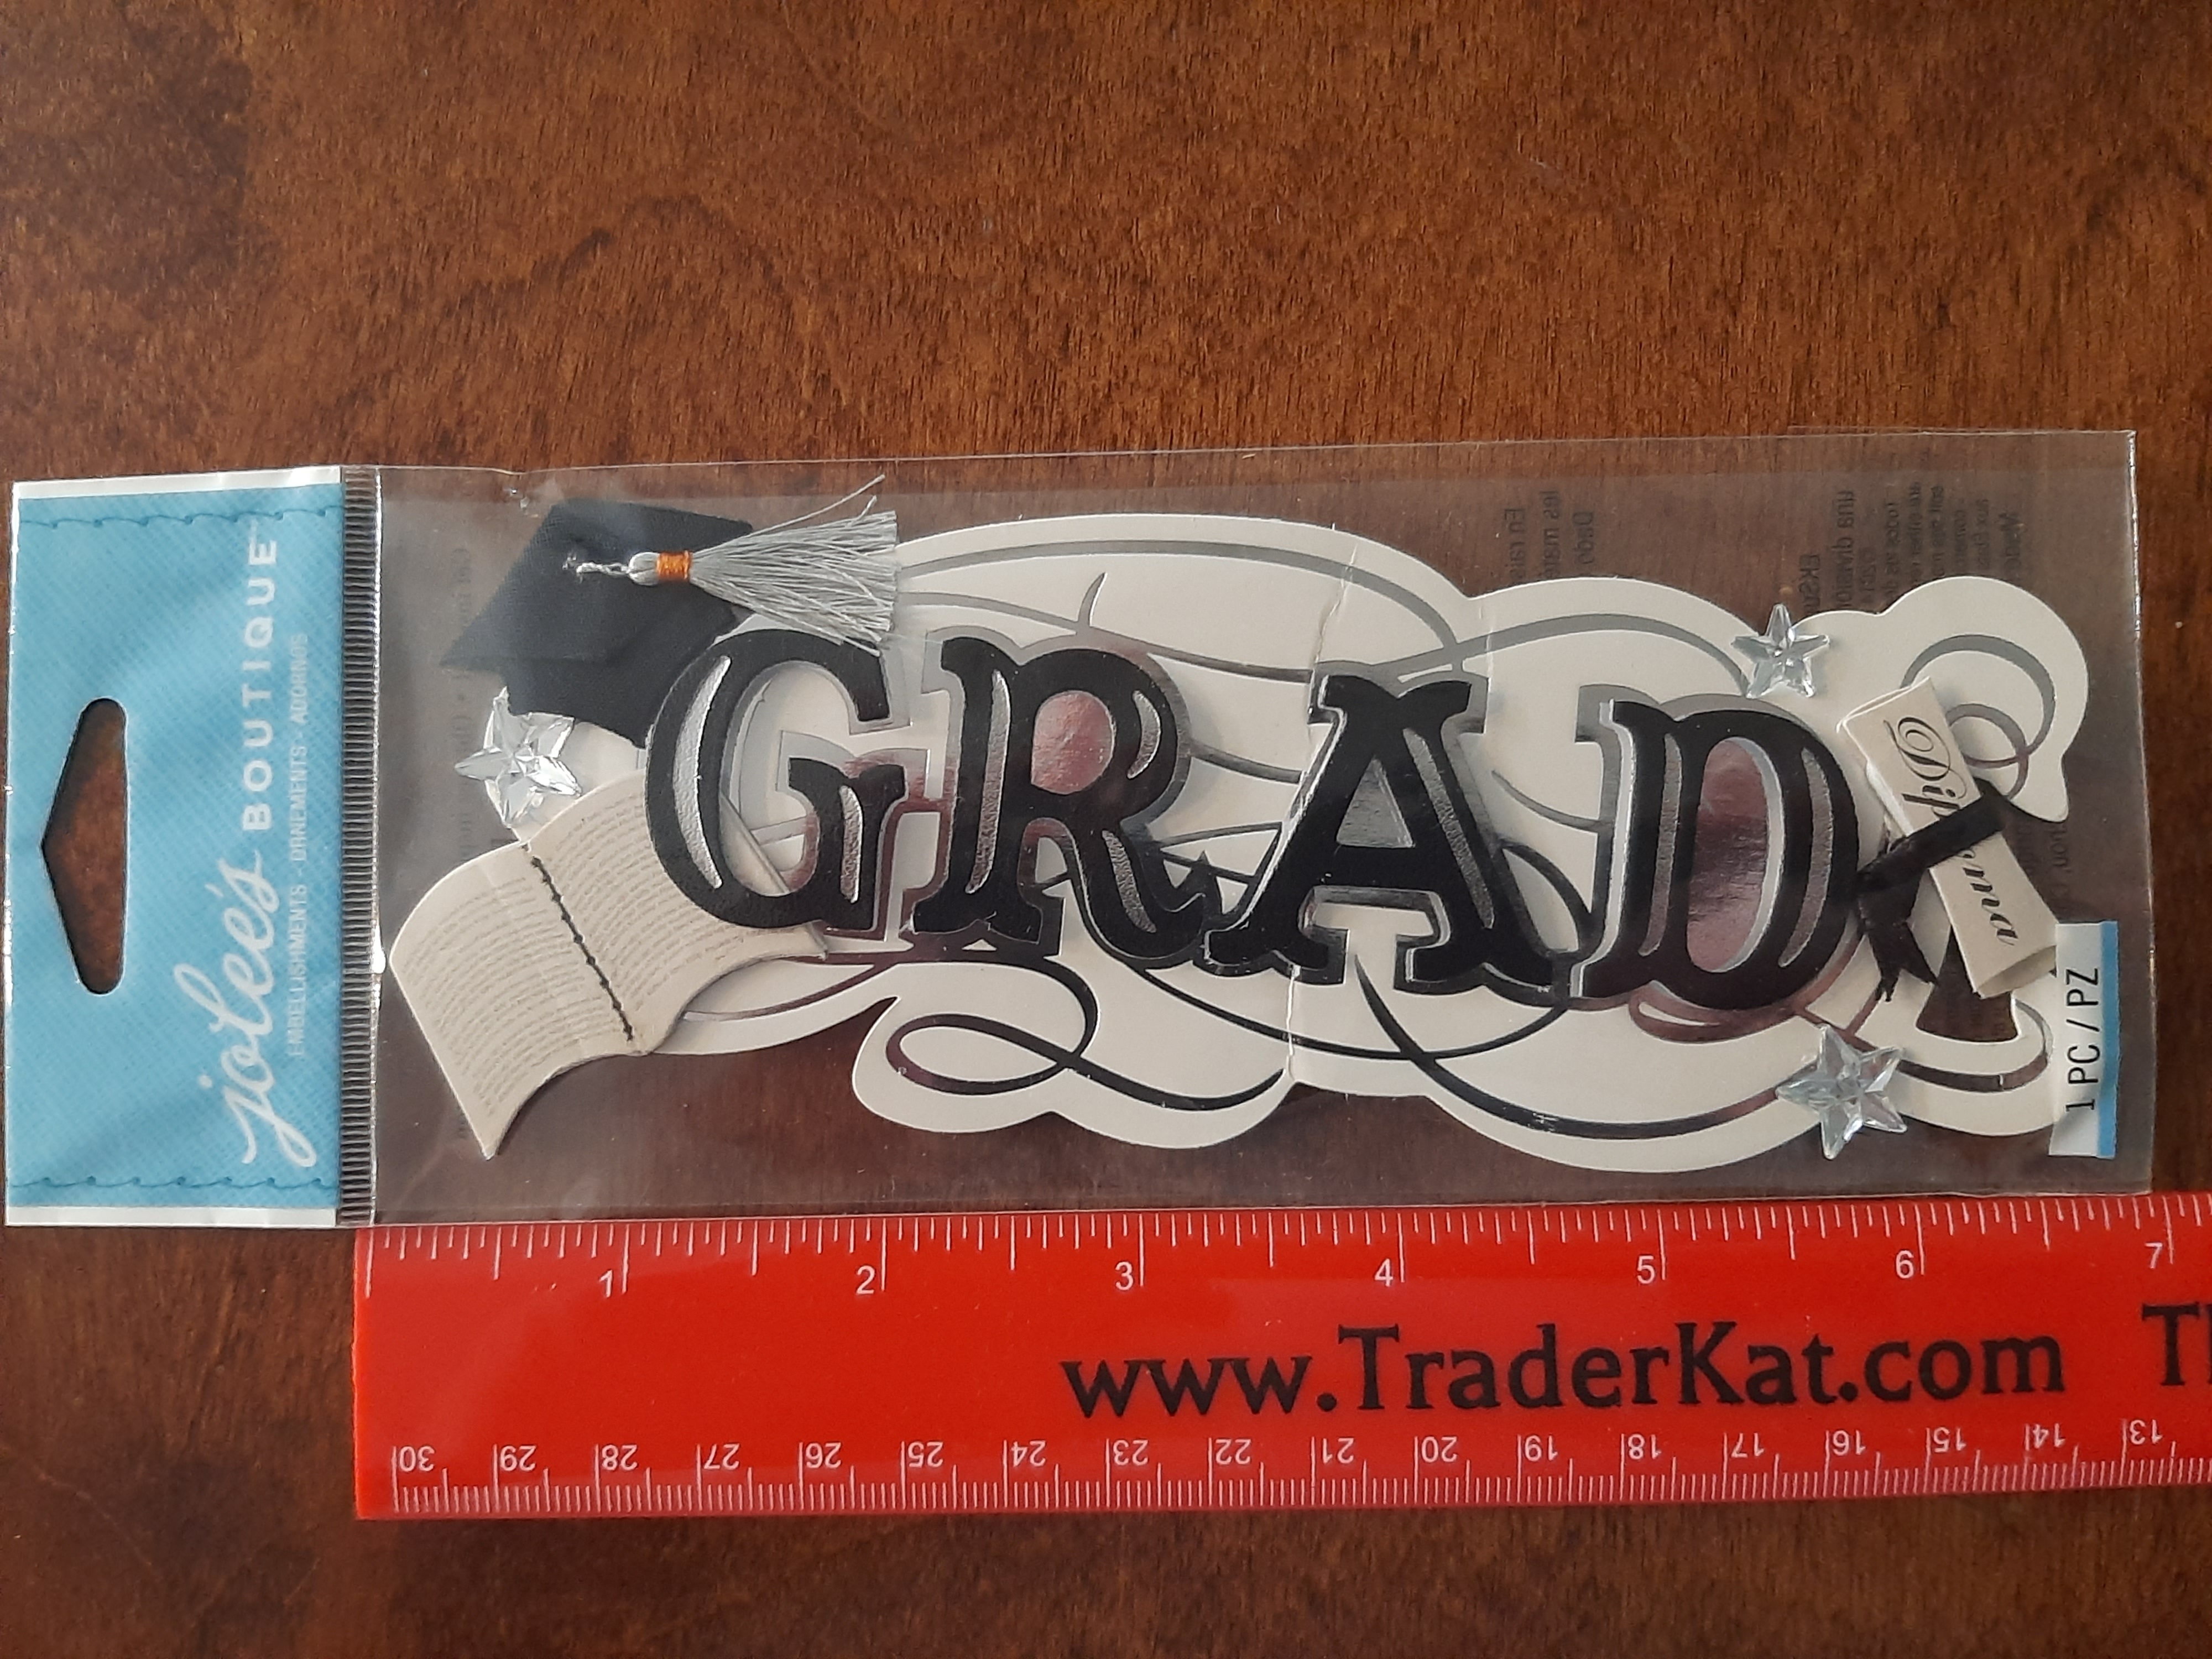 jolee's BOUTIQUE
EMBELLISHMENTS - ORNEMENTS - ADORNOS
GRAD
Diploma
1 PC / PZ
1 2 3 4 5 6 7
www.TraderKat.com
30 29 28 27 26 25 24 23 22 21 20 19 18 17 16 15 14 13